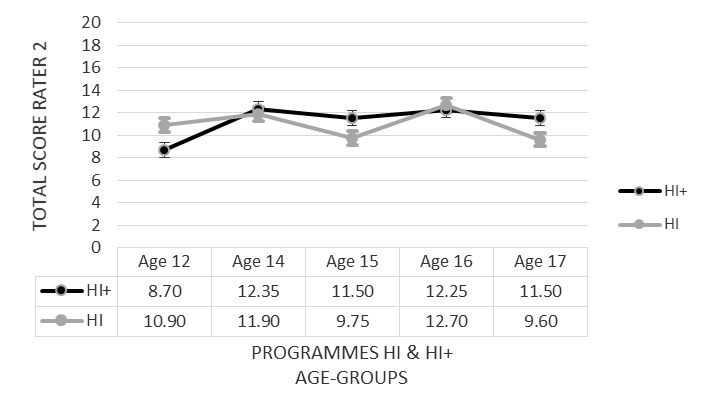 TOTAL SCORE RATER 2
20
18
16
14
12
10
8
6
4
2
0
HI+
HI
Age 12 Age 14 Age 15 Age 16 Age 17
HI+ 8.70 12.35 11.50 12.25 11.50
HI 10.90 11.90 9.75 12.70 9.60
PROGRAMMES HI & HI+
AGE-GROUPS